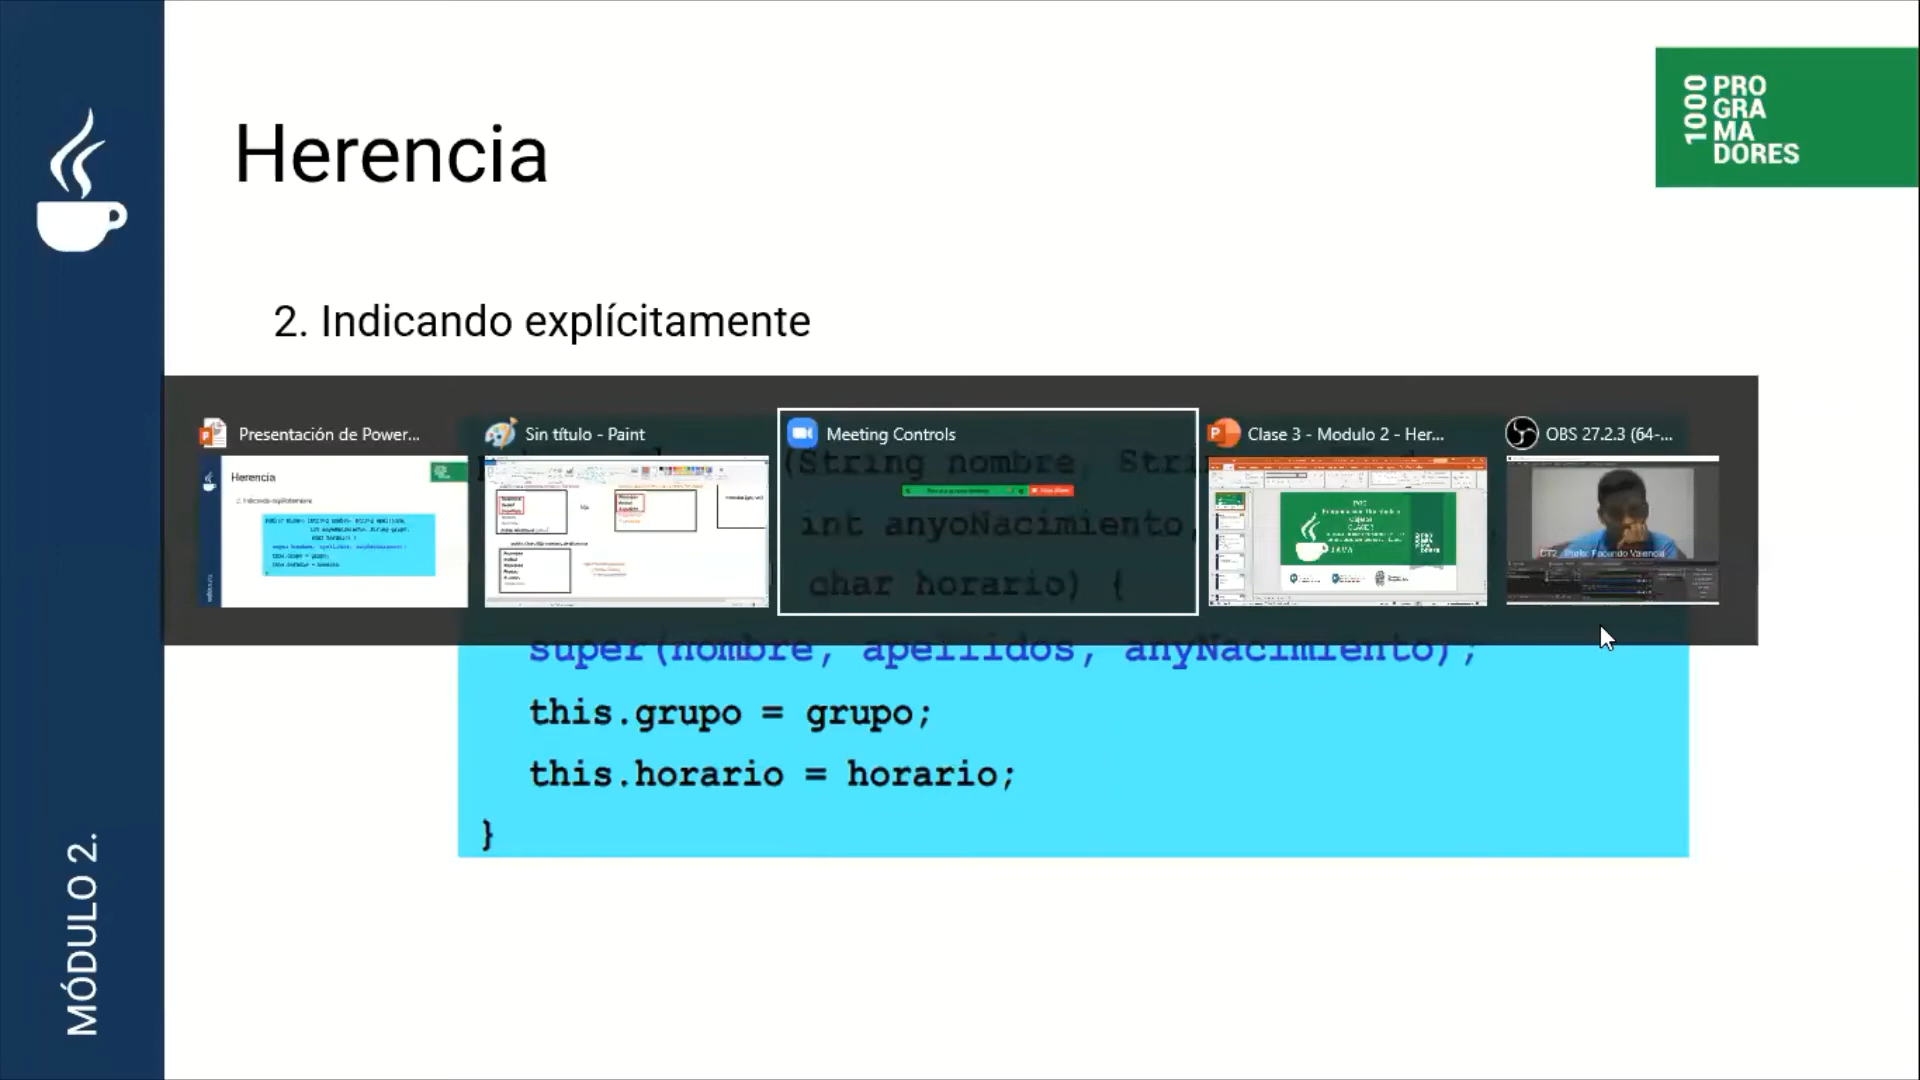 1000
PRO
GRA
MA
DORES
Herencia
2. Indicando explícitamente
Presentación de Power...
Sin título - Paint
Meeting Controls
Clase 3 - Modulo 2 - Her...
OBS 27.2.3 (64-...
Herencia
(String nombre, Stri
int anyoNacimiento,
char horario) {
super(nombre, apellidos, anyNacimiento);
this.grupo = grupo;
this.horario = horario;
}
MÓDULO 2.